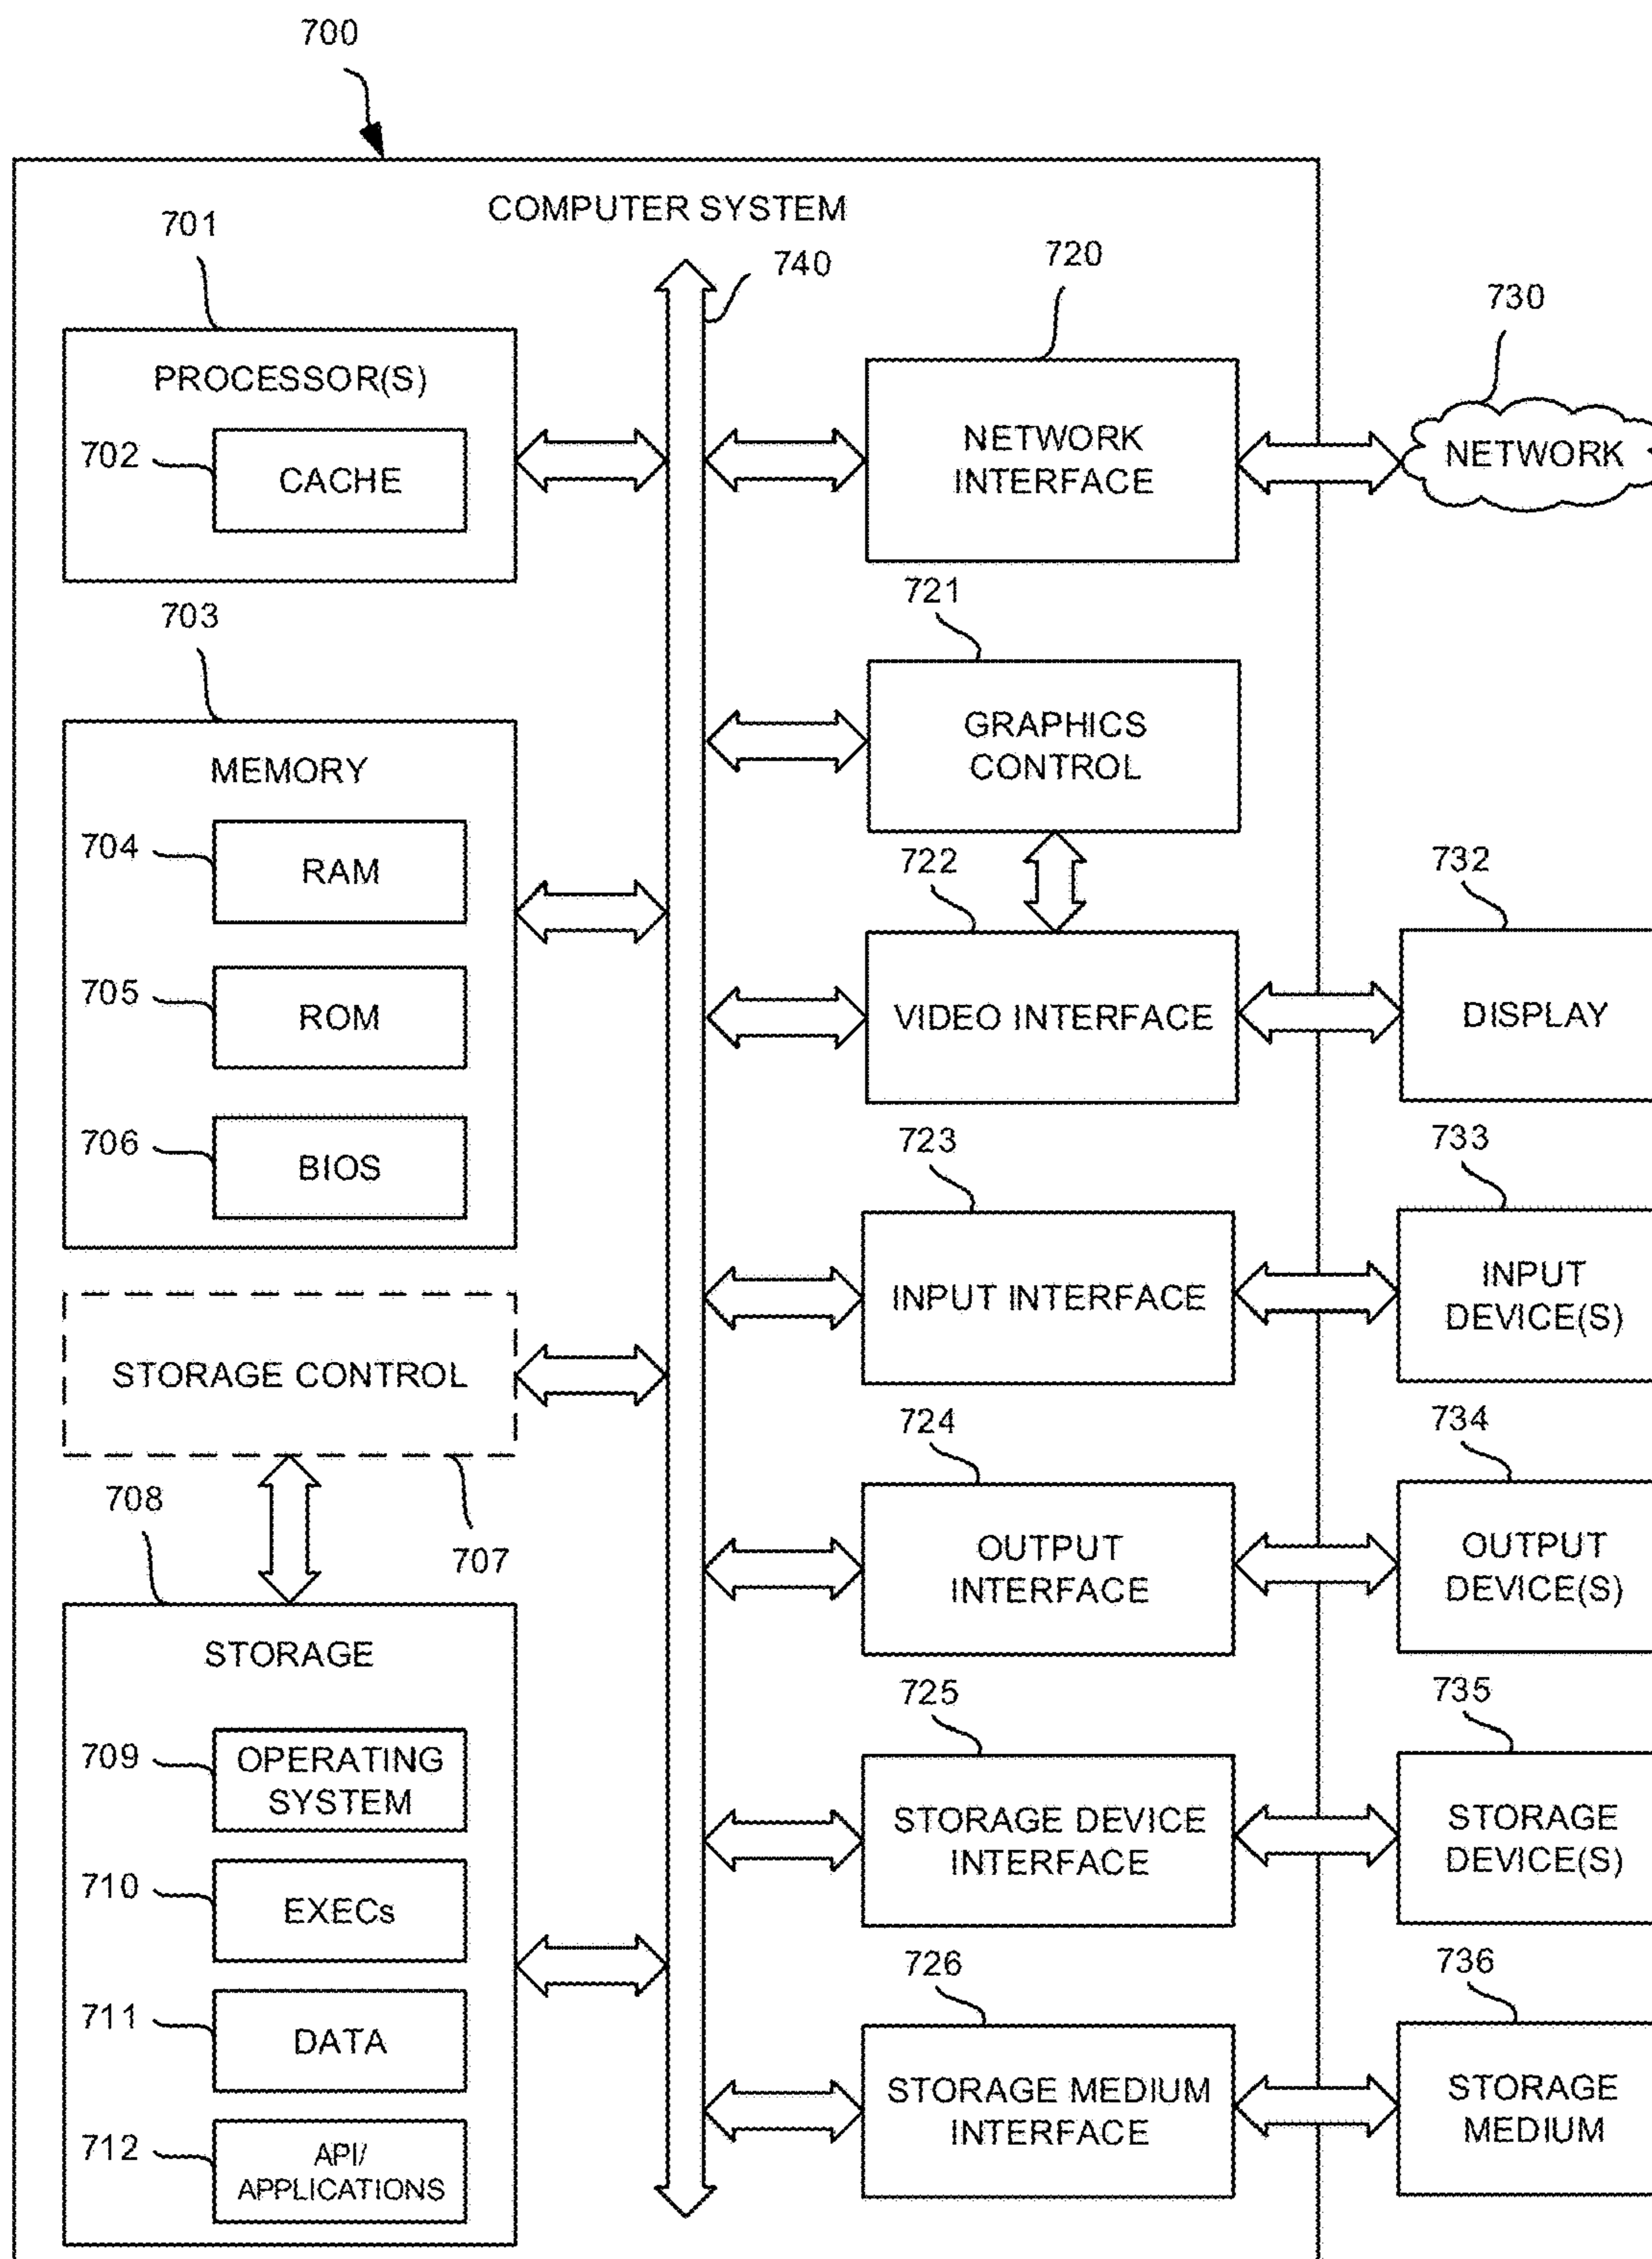 700
COMPUTER SYSTEM
701
740
720
730
PROCESSOR(S)
702
CACHE
NETWORK
INTERFACE
NETWORK
703
721
MEMORY
GRAPHICS
CONTROL
704
RAM
722
732
705
ROM
VIDEO INTERFACE
DISPLAY
706
BIOS
723
733
INPUT INTERFACE
INPUT
DEVICE(S)
STORAGE CONTROL
707
724
734
708
OUTPUT
INTERFACE
OUTPUT
DEVICE(S)
STORAGE
725
735
709
OPERATING
SYSTEM
STORAGE DEVICE
INTERFACE
STORAGE
DEVICE(S)
710
EXECs
726
736
711
DATA
STORAGE MEDIUM
INTERFACE
STORAGE
MEDIUM
712
API/
APPLICATIONS